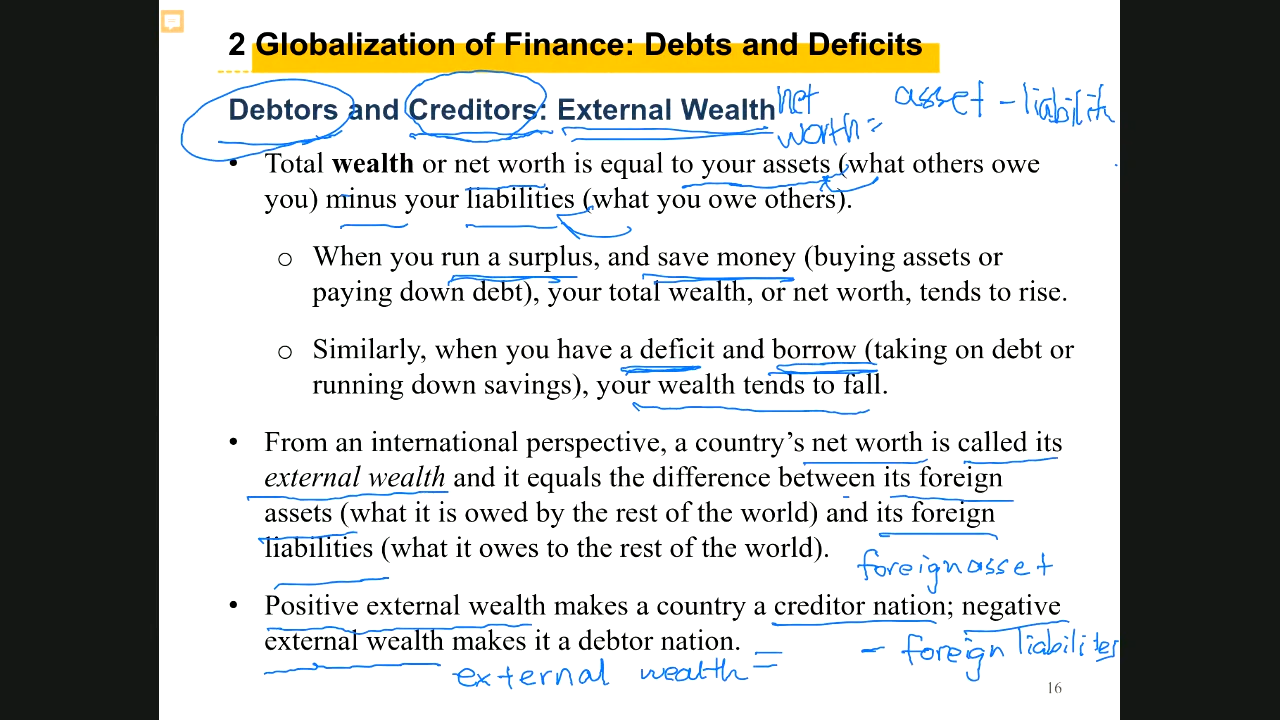 2 Globalization of Finance: Debts and Deficits
Debtors and Creditors: External Wealth
net worth = asset - liability
• Total wealth or net worth is equal to your assets (what others owe
you) minus your liabilities (what you owe others).
o When you run a surplus, and save money (buying assets or
paying down debt), your total wealth, or net worth, tends to rise.
o Similarly, when you have a deficit and borrow (taking on debt or
running down savings), your wealth tends to fall.
• From an international perspective, a country’s net worth is called its
external wealth and it equals the difference between its foreign
assets (what it is owed by the rest of the world) and its foreign
liabilities (what it owes to the rest of the world).
foreign asset
• Positive external wealth makes a country a creditor nation; negative
external wealth makes it a debtor nation.
- foreign liabilites
external wealth =
16